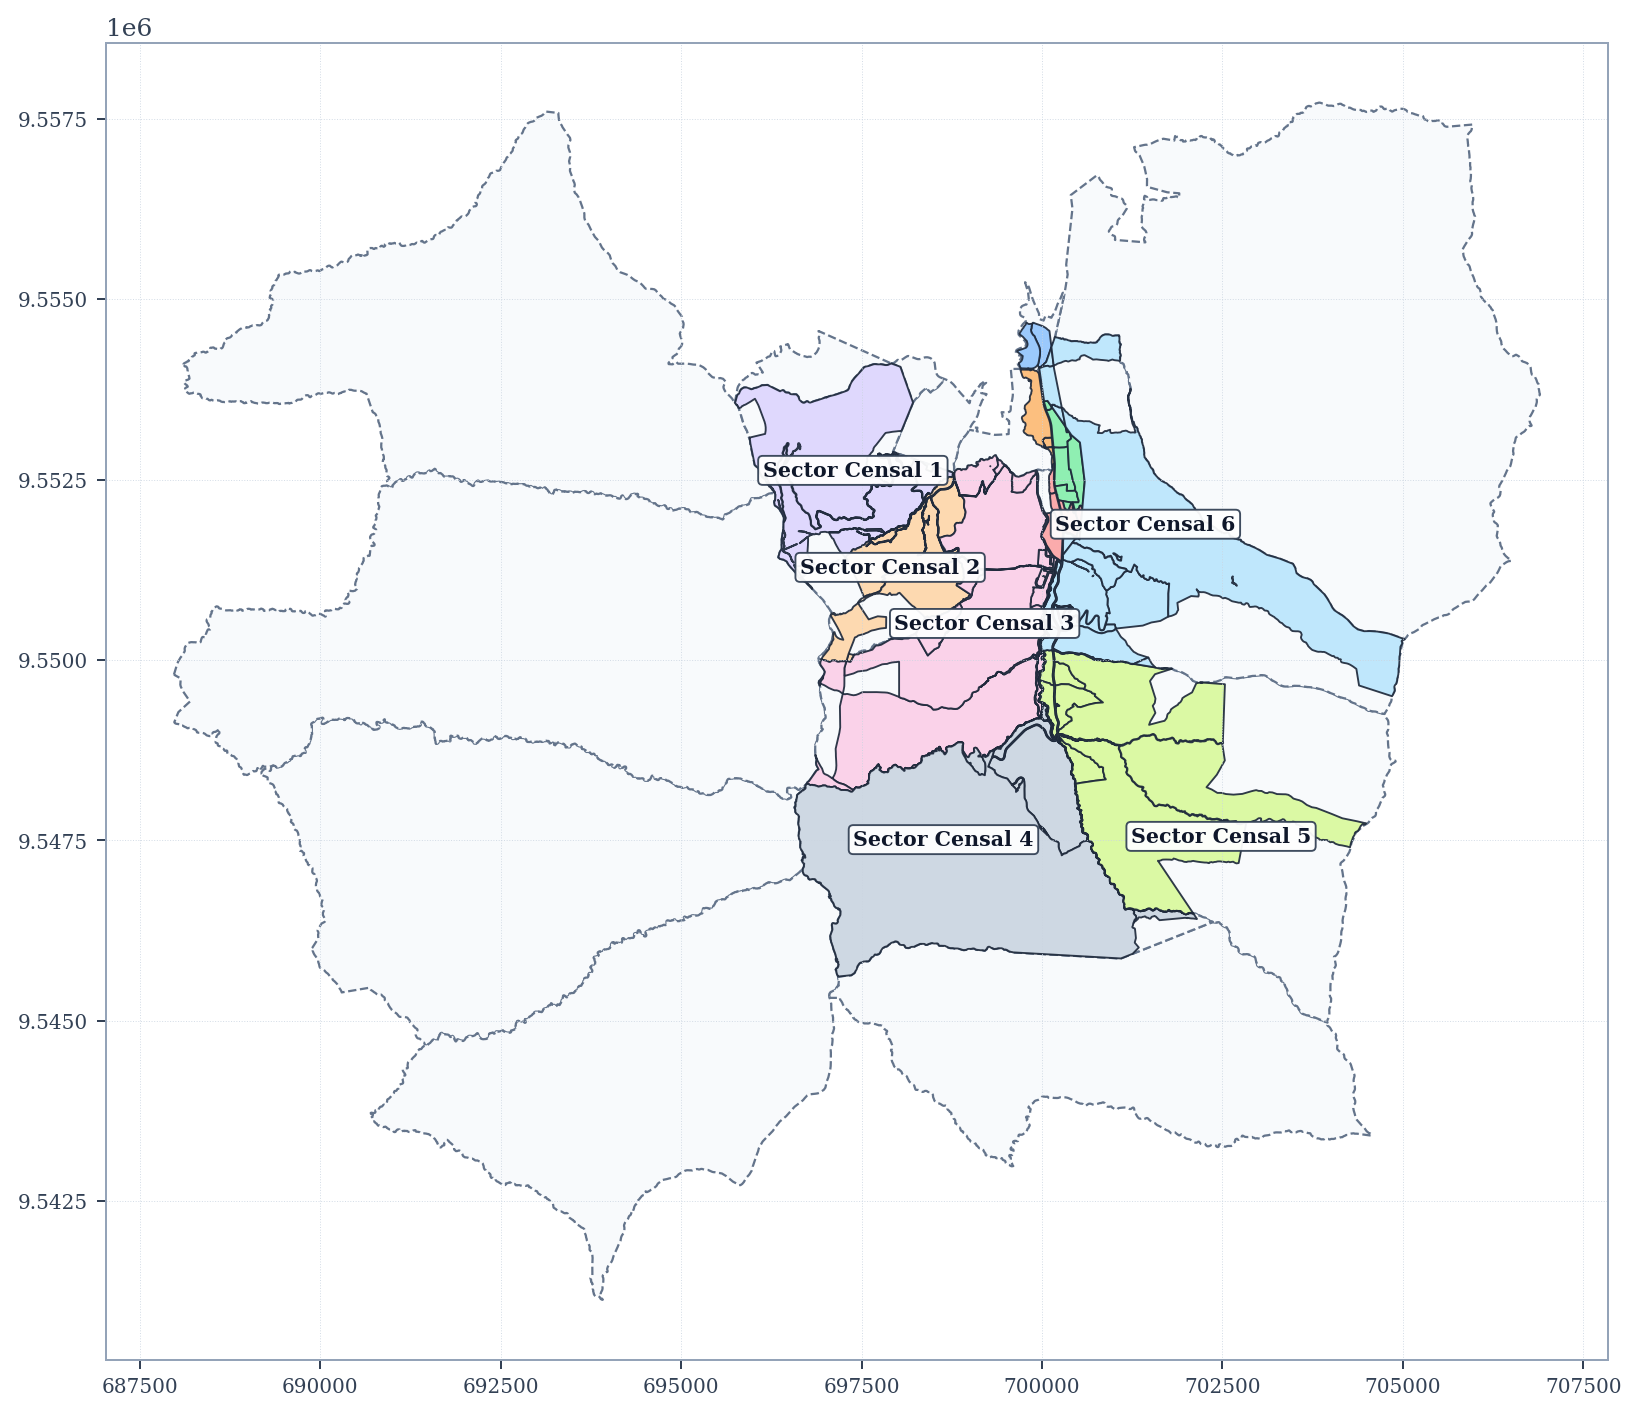 1e6
9.5575
9.5550
9.5525
9.5500
9.5475
9.5450
9.5425
Sector Censal 1
Sector Censal 6
Sector Censal 2
Sector Censal 3
Sector Censal 4
Sector Censal 5
687500 690000 692500 695000 697500 700000 702500 705000 707500